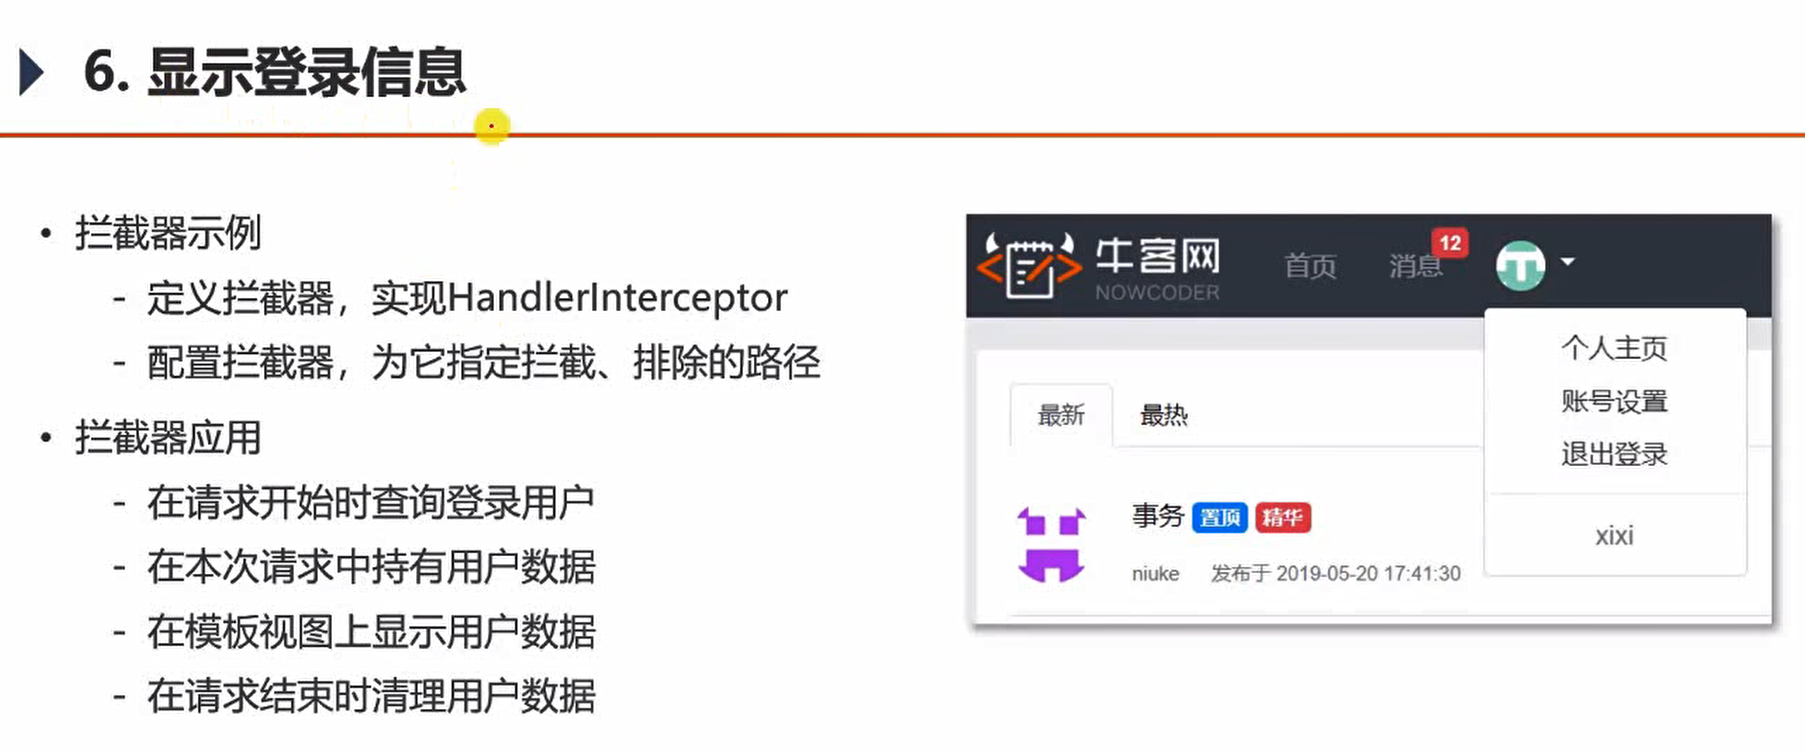 6. 显示登录信息
• 拦截器示例
- 定义拦截器，实现HandlerInterceptor
- 配置拦截器，为它指定拦截、排除的路径
• 拦截器应用
- 在请求开始时查询登录用户
- 在本次请求中持有用户数据
- 在模板视图上显示用户数据
- 在请求结束时清理用户数据
牛客网
NOWCODER
首页 消息 12
个人主页
账号设置
退出登录
xixi
最新 最热
事务 置顶 精华
niuke 发布于 2019-05-20 17:41:30